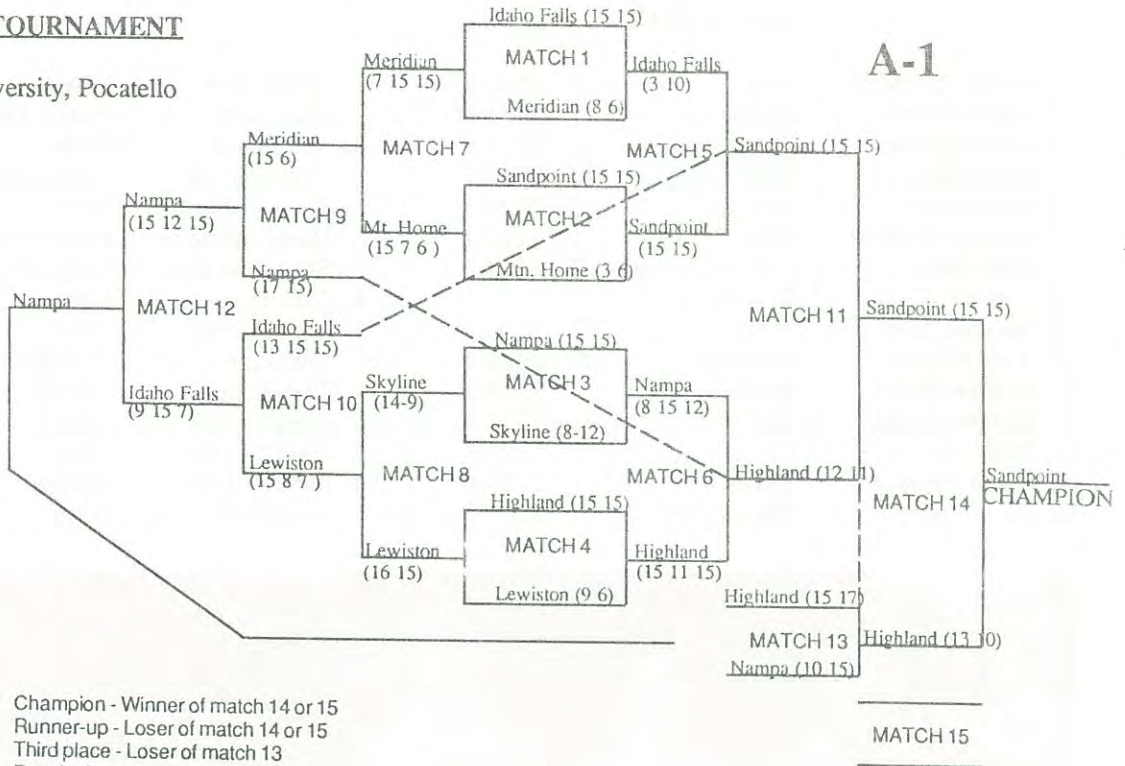 TOURNAMENT
versity, Pocatello
A-1
Idaho Falls (15 15)
MATCH 1
Meridian (8 6)
Meridian
(7 15 15)
Idaho Falls
(3 10)
MATCH 7
MATCH 5
Sandpoint (15 15)
Meridian
(15 6)
Sandpoint (15 15)
MATCH 2
Mtn. Home (3 6)
Mt. Home
(15 7 6 )
Sandpoint
(15 15)
Nampa
(15 12 15)
MATCH 9
Nampa
(17 15)
Nampa
MATCH 12
Idaho Falls
(13 15 15)
MATCH 11
Sandpoint (15 15)
Nampa (15 15)
MATCH 3
Skyline (8-12)
Skyline
(14-9)
Nampa
(8 15 12)
Idaho Falls
(9 15 7)
MATCH 10
Lewiston
(15 8 7 )
MATCH 8
MATCH 6
Highland (12 11)
MATCH 14
Sandpoint
CHAMPION
Highland (15 15)
MATCH 4
Lewiston (9 6)
Lewiston
(16 15)
Highland
(15 11 15)
Highland (15 17)
MATCH 13
Highland (13 10)
Nampa (10 15)
MATCH 15
Champion - Winner of match 14 or 15
Runner-up - Loser of match 14 or 15
Third place - Loser of match 13